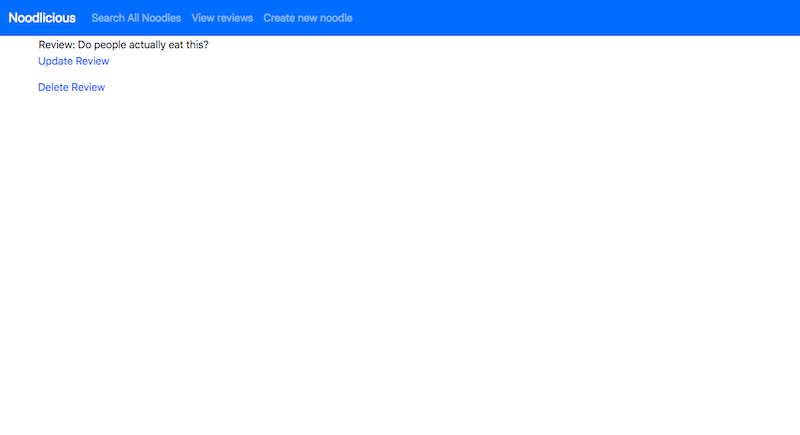 Noodlicious Search All Noodles View reviews Create new noodle
Review: Do people actually eat this?
Update Review
Delete Review